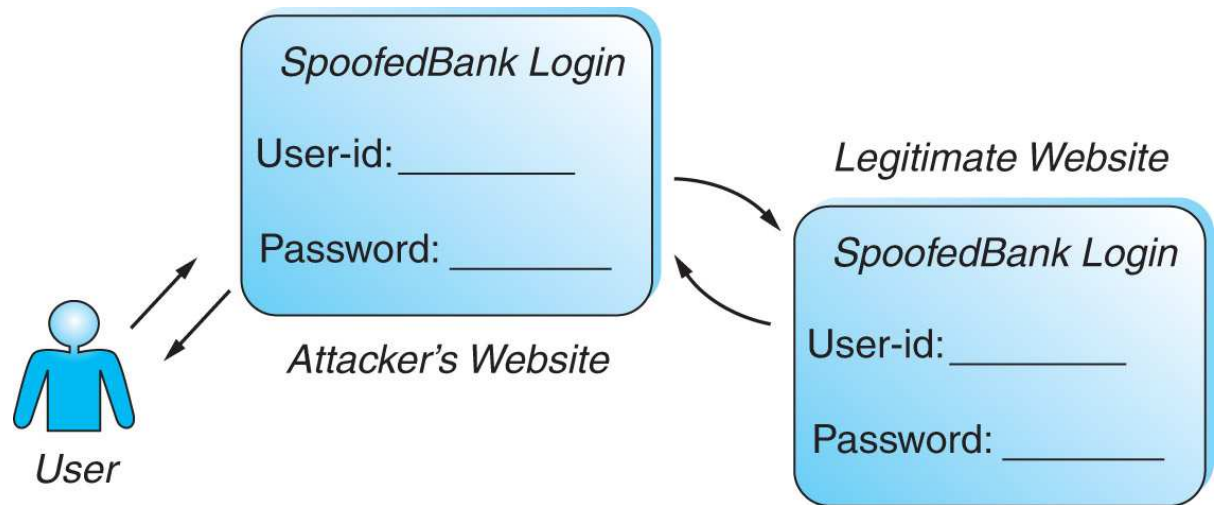 SpoofedBank Login
User-id:
Password:
Attacker's Website
User
Legitimate Website
SpoofedBank Login
User-id:
Password: